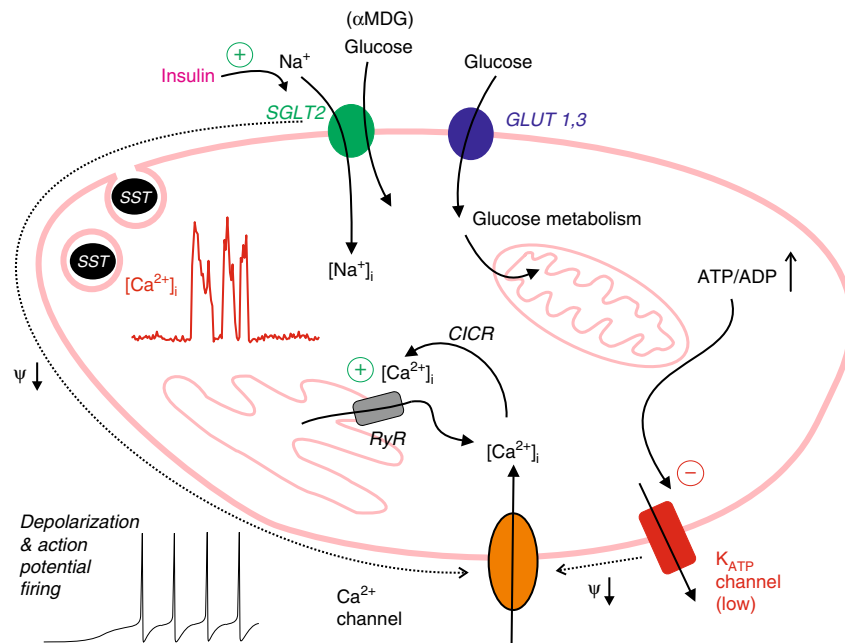 (αMDG)
Glucose
Glucose
Na⁺
+
Insulin
SGLT2
GLUT 1,3
SST
SST
Glucose metabolism
[Na⁺]ᵢ
[Ca²⁺]ᵢ
ATP/ADP ↑
CICR
ψ ↓
+
[Ca²⁺]ᵢ
RyR
[Ca²⁺]ᵢ
−
Depolarization
& action
potential
firing
Ca²⁺
channel
ψ ↓
K_ATP
channel
(low)